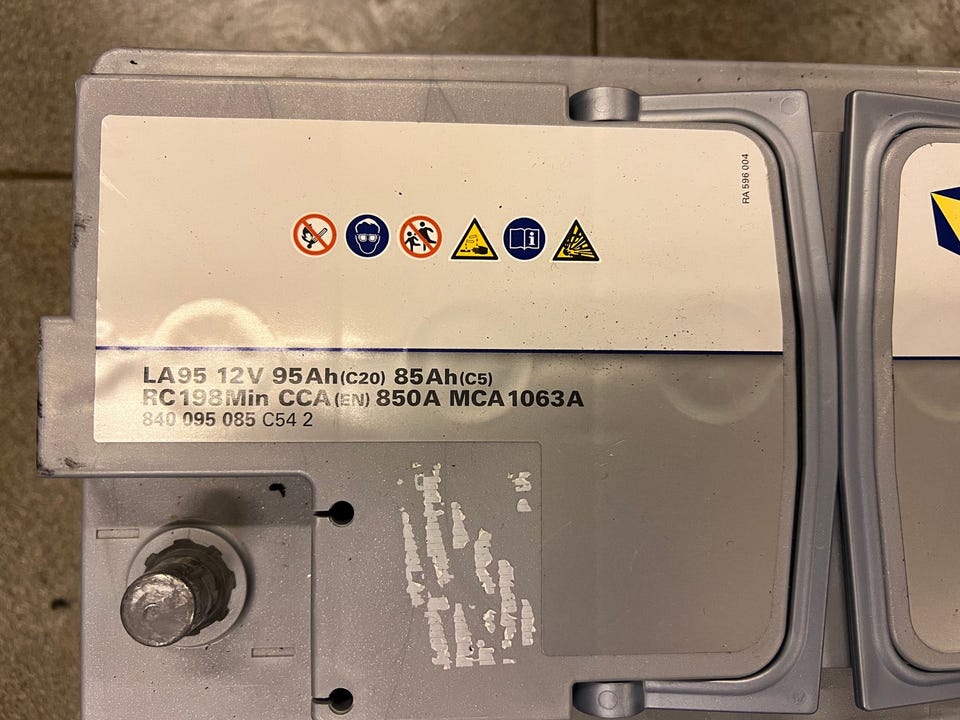 RA 596 004
LA95 12V 95Ah(C20) 85Ah(C5)
RC198Min CCA(EN) 850A MCA1063A
840 095 085 C54 2